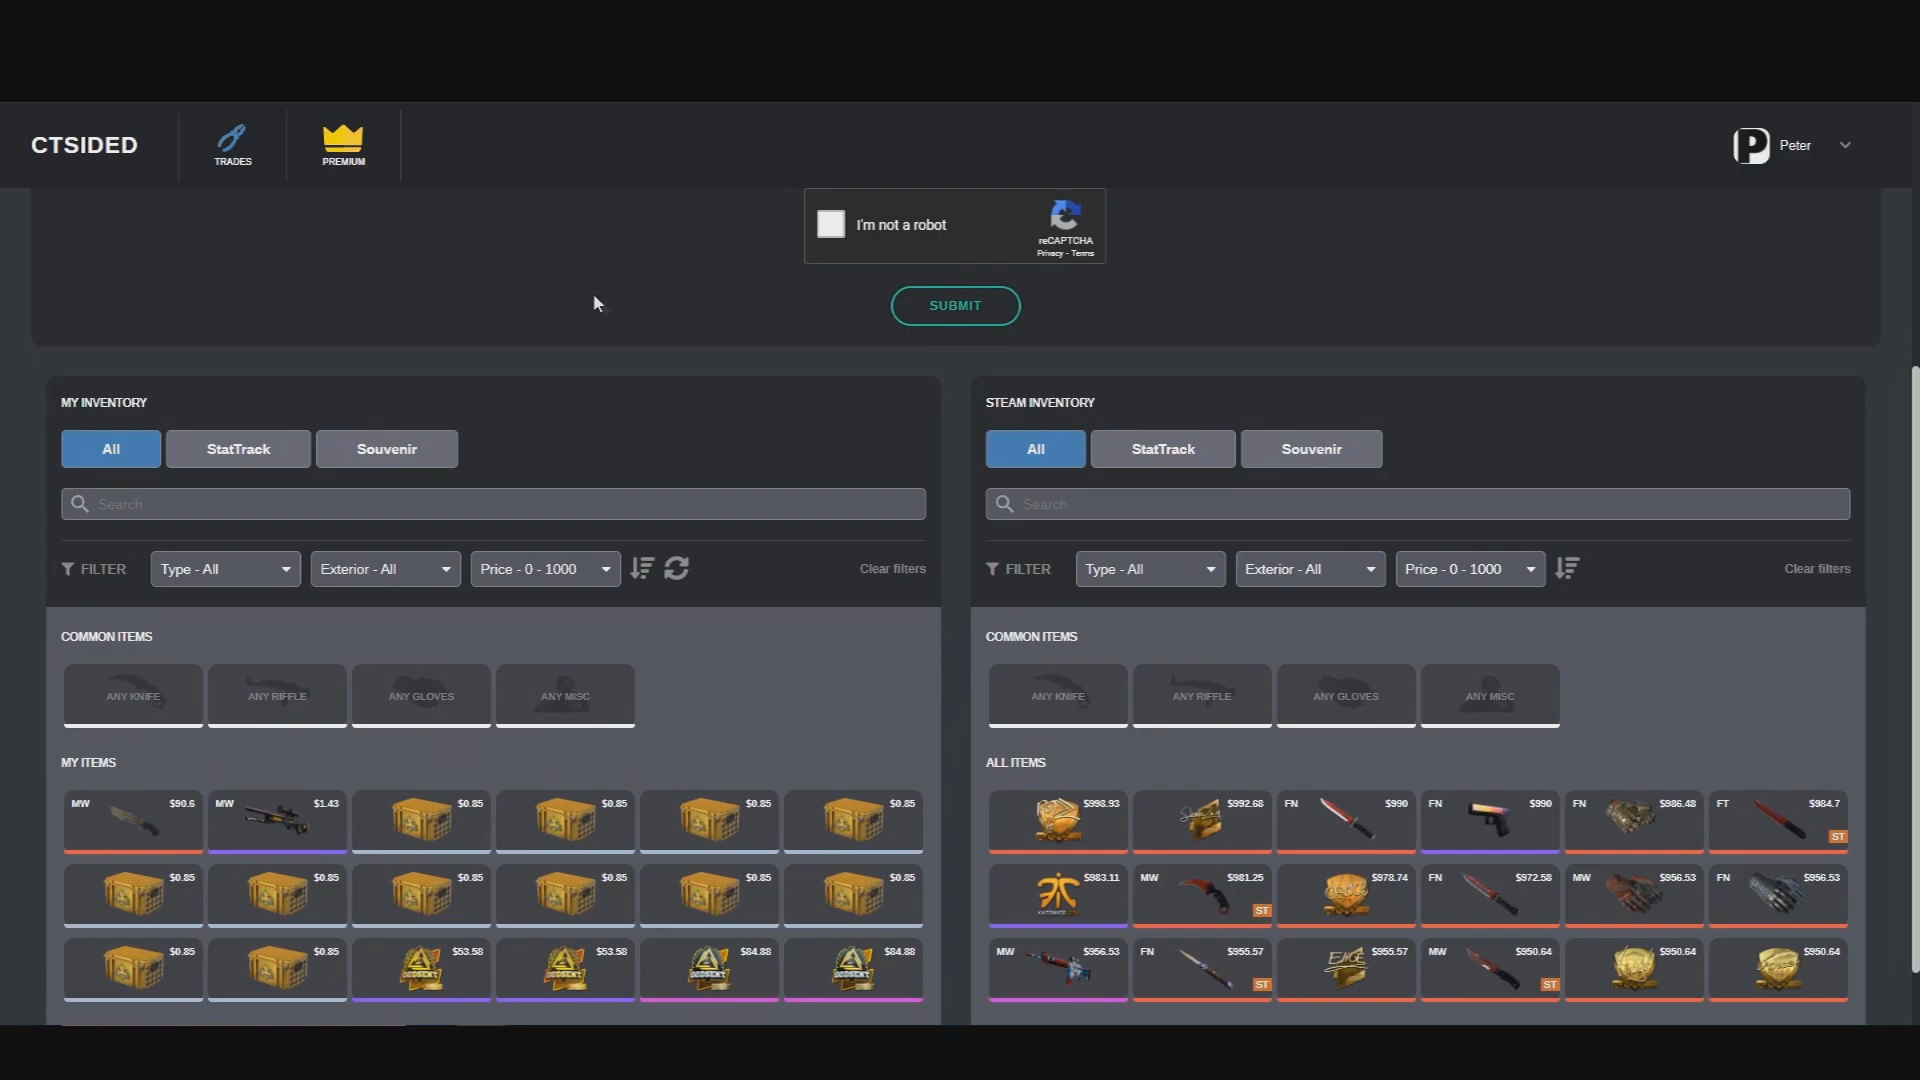 CTSIDED
TRADES
PREMIUM
P
Peter
I'm not a robot
reCAPTCHA
Privacy - Terms
SUBMIT
MY INVENTORY
All
StatTrack
Souvenir
Search
FILTER
Type - All
Exterior - All
Price - 0 - 1000
Clear filters
COMMON ITEMS
ANY KNIFE
ANY RIFFLE
ANY GLOVES
ANY MISC
MY ITEMS
MW $90.6
MW $1.43
$0.85
$0.85
$0.85
$0.85
$0.85
$0.85
$0.85
$0.85
$0.85
$0.85
$0.85
$0.85
GODSENT $53.58
GODSENT $53.58
GODSENT $84.88
GODSENT $84.88
STEAM INVENTORY
All
StatTrack
Souvenir
Search
FILTER
Type - All
Exterior - All
Price - 0 - 1000
Clear filters
COMMON ITEMS
ANY KNIFE
ANY RIFFLE
ANY GLOVES
ANY MISC
ALL ITEMS
$998.93
$992.68
FN $990
FN $990
FN $986.48
FT $984.7
ST
$983.11
KATOWICE
MW $981.25
ST
$978.74
FN $972.58
MW $956.53
FN $956.53
MW $956.53
FN $955.57
ST
$955.57
MW $950.64
ST
$950.64
$950.64